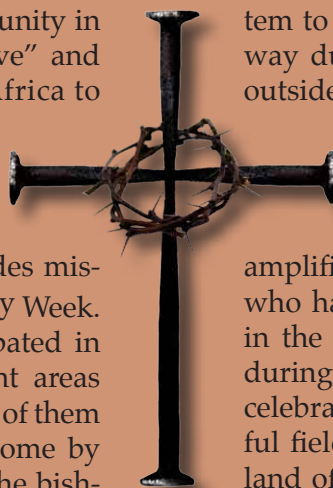 unity in
ve” and
frica to
des mis-
y Week.
pated in
nt areas
of them
ome by
he bish-
tem to
way du
outside
amplifi
who ha
in the
during
celebra
ful fiel
land of